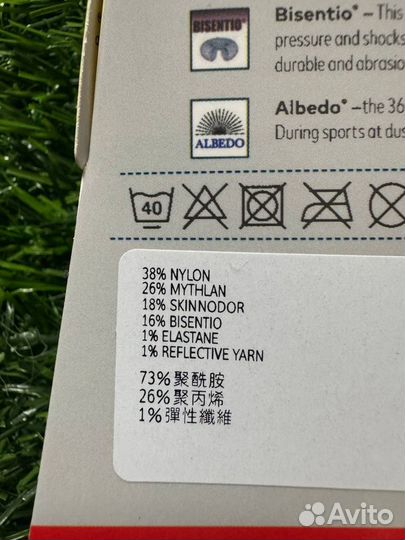 BISENTIO®
Bisentio® – This
pressure and shocks
durable and abrasio
ALBEDO
Albedo® – the 36
During sports at dus
40
38% NYLON
26% MYTHLAN
18% SKINNODOR
16% BISENTIO
1% ELASTANE
1% REFLECTIVE YARN
73% 聚酰胺
26% 聚丙烯
1% 彈性纖維
Avito